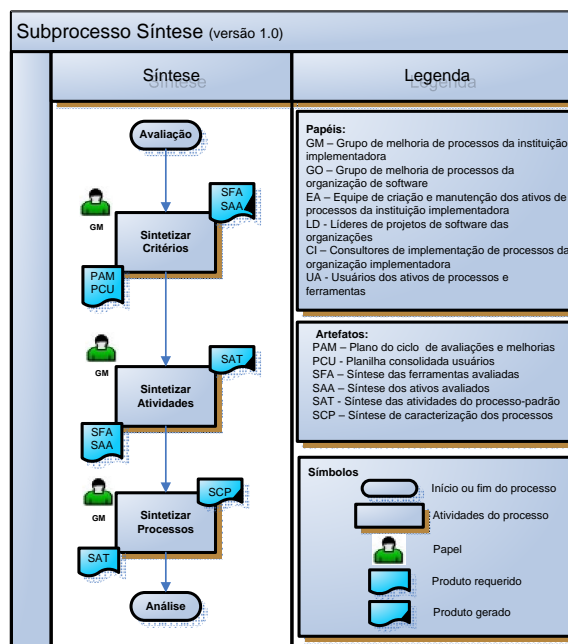 Subprocesso Síntese (versão 1.0)
Síntese
Avaliação
GM
SFA
SAA
Sintetizar
Critérios
PAM
PCU
GM
SAT
Sintetizar
Atividades
SFA
SAA
GM
SCP
Sintetizar
Processos
SAT
Análise
Legenda
Papéis:
GM – Grupo de melhoria de processos da instituição
implementadora
GO – Grupo de melhoria de processos da
organização de software
EA – Equipe de criação e manutenção dos ativos de
processos da instituição implementadora
LD - Líderes de projetos de software das
organizações
CI – Consultores de implementação de processos da
organização implementadora
UA - Usuários dos ativos de processos e
ferramentas
Artefatos:
PAM – Plano do ciclo de avaliações e melhorias
PCU - Planilha consolidada usuários
SFA – Síntese das ferramentas avaliadas
SAA – Síntese dos ativos avaliados
SAT - Síntese das atividades do processo-padrão
SCP – Síntese de caracterização dos processos
Símbolos
Início ou fim do processo
Atividades do processo
Papel
Produto requerido
Produto gerado